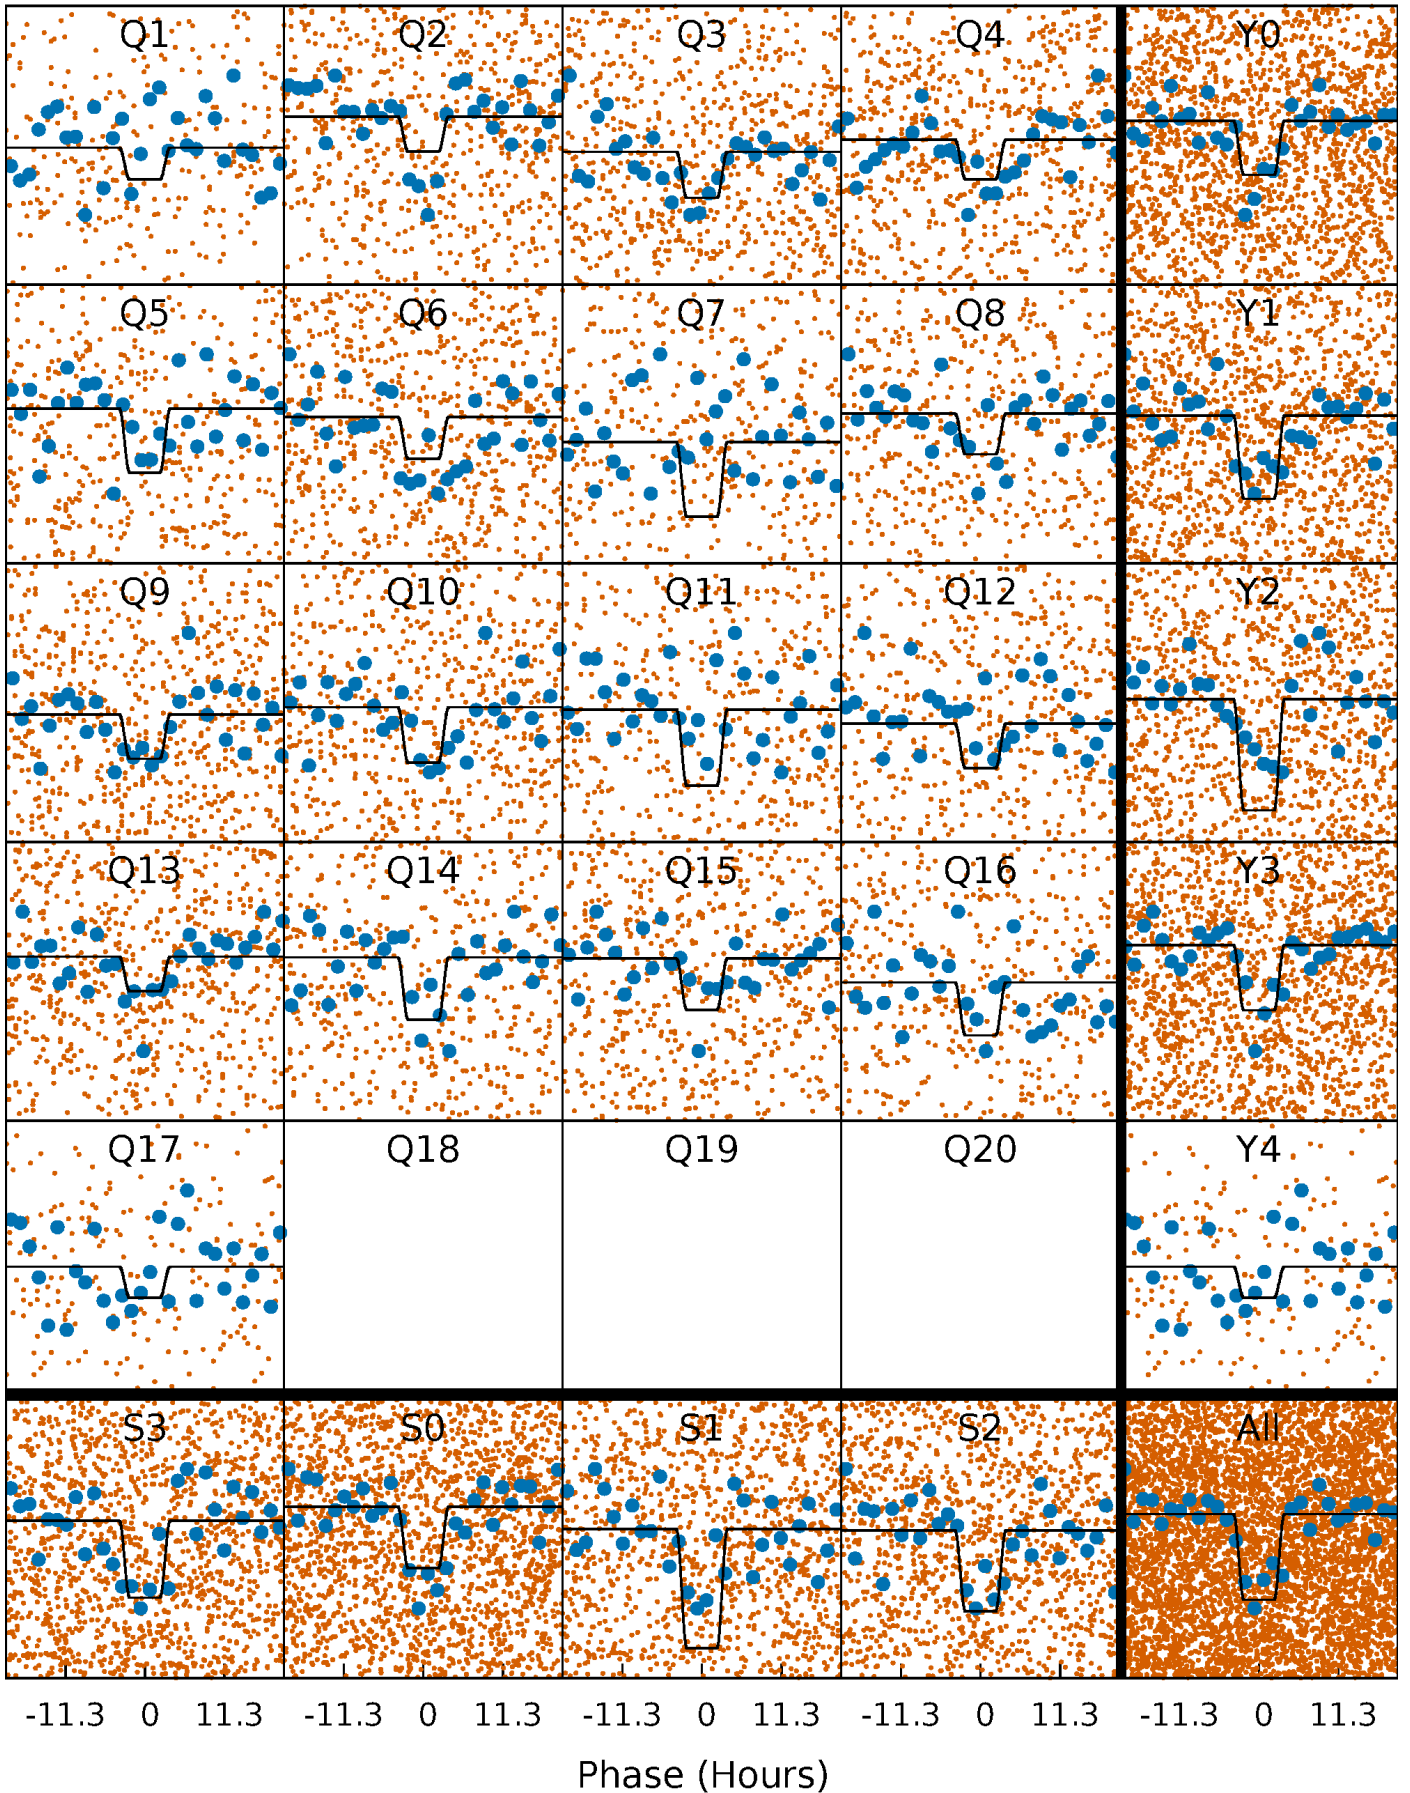 Q1 Q2 Q3 Q4 Y0
Q5 Q6 Q7 Q8 Y1
Q9 Q10 Q11 Q12 Y2
Q13 Q14 Q15 Q16 Y3
Q17 Q18 Q19 Q20 Y4
S3 S0 S1 S2 All
-11.3 0 11.3 -11.3 0 11.3 -11.3 0 11.3 -11.3 0 11.3 -11.3 0 11.3
Phase (Hours)